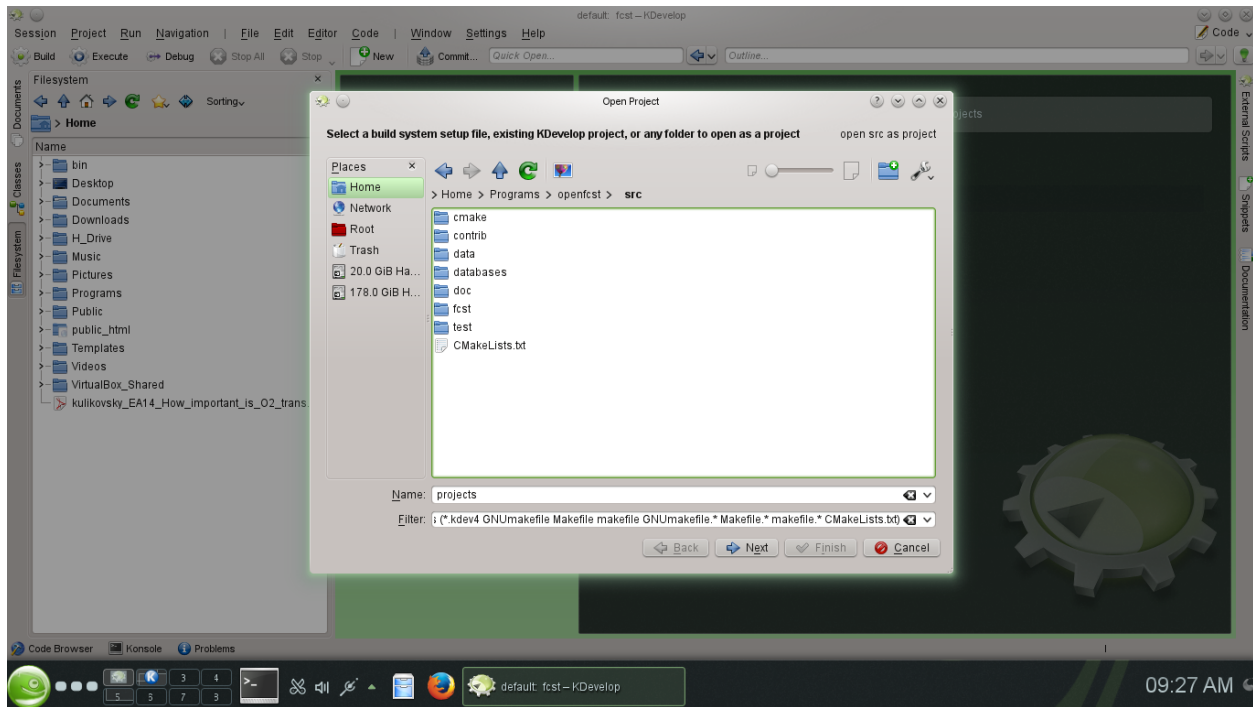 default: fcst – KDevelop
Session Project Run Navigation | File Edit Editor Code | Window Settings Help
Code
Build Execute Debug Stop All Stop New Commit... Quick Open... Outline...
Filesystem
Sorting
> Home
Name
bin
Desktop
Documents
Downloads
H_Drive
Music
Pictures
Programs
Public
public_html
Templates
Videos
VirtualBox_Shared
kulikovsky_EA14_How_important_is_O2_trans
Documents
Classes
Filesystem
Open Project
Select a build system setup file, existing KDevelop project, or any folder to open as a project
open src as project
Places
Home
Network
Root
Trash
20.0 GiB Ha...
178.0 GiB H...
> Home > Programs > openfcst > src
cmake
contrib
data
databases
doc
fcst
test
CMakeLists.txt
Name: projects
Filter: (*.kdev4 GNUmakefile Makefile makefile GNUmakefile.* Makefile.* makefile.* CMakeLists.txt)
Back Next Finish Cancel
External Scripts
Snippets
Documentation
Code Browser Konsole Problems
3 4
5 5 7 3
default: fcst – KDevelop
09:27 AM